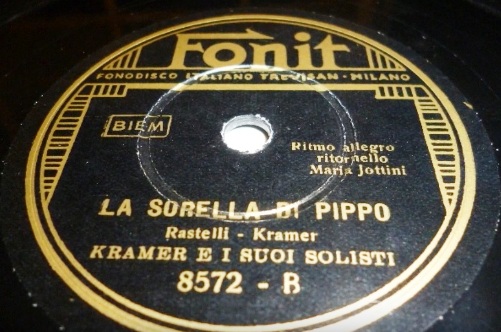 Fonit
FONODISCO ITALIANO TREVISAN - MILANO
BIEM
Ritmo allegro
ritornello
Maria Jottini
LA SORELLA DI PIPPO
Rastelli - Kramer
KRAMER E I SUOI SOLISTI
8572 - B